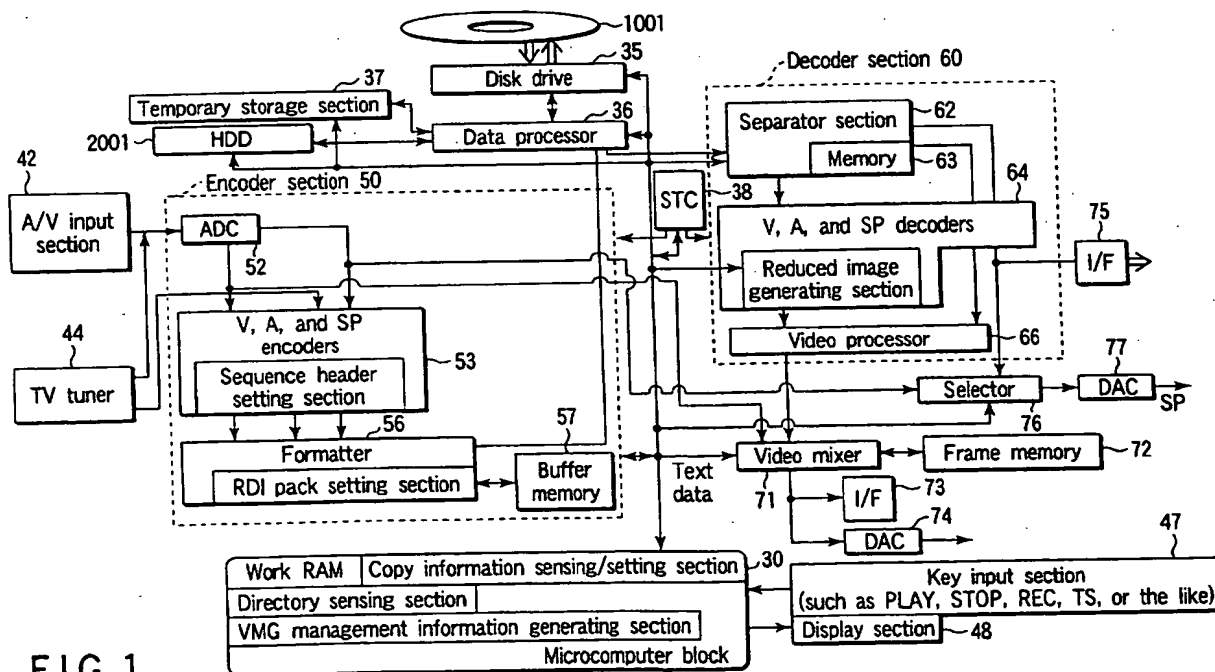 1001
35
Disk drive
37
Temporary storage section
2001
HDD
36
Data processor
Decoder section 60
62
Separator section
Memory
63
42
A/V input
section
Encoder section 50
ADC
52
STC
38
64
V, A, and SP decoders
Reduced image
generating section
75
I/F
Video processor
66
44
TV tuner
V, A, and SP
encoders
53
Sequence header
setting section
77
Selector
76
DAC
SP
56
Formatter
RDI pack setting section
57
Buffer
memory
Text
data
Video mixer
71
Frame memory
72
I/F
73
DAC
74
47
30
Work RAM
Copy information sensing/setting section
Directory sensing section
VMG management information generating section
Microcomputer block
Key input section
(such as PLAY, STOP, REC, TS, or the like)
Display section
48
FIG. 1